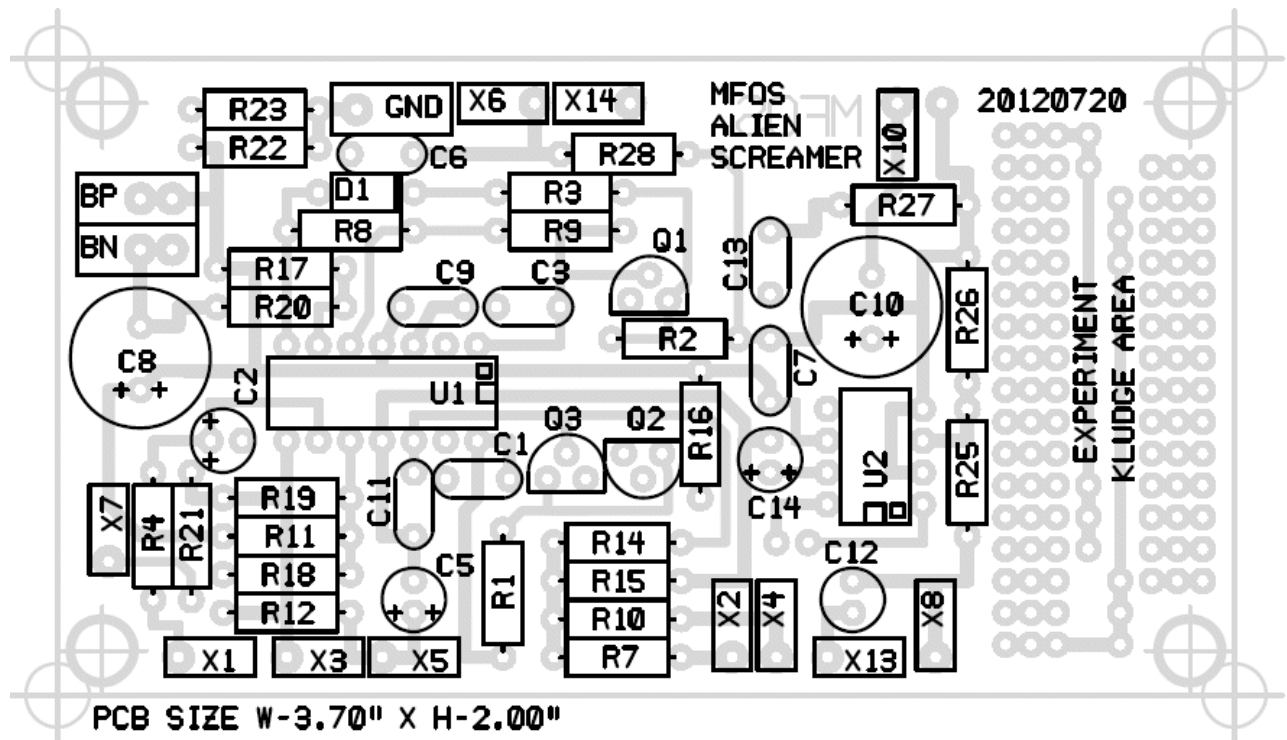 R23
GND
X6
X14
MFOS
ALIEN
SCREAMER
X10
20120720
R22
C6
R28
BP
D1
R3
R27
BN
R8
R9
R17
C9
C3
Q1
C13
C10
R26
R20
R2
C8
C2
U1
C7
EXPERIMENT
KLUDGE AREA
Q3
Q2
R16
C1
C11
U2
R25
C14
X7
R4
R21
R19
R11
R18
R12
C5
R1
R14
R15
R10
R7
C12
X2
X4
X8
X1
X3
X5
X13
PCB SIZE W-3.70" X H-2.00"